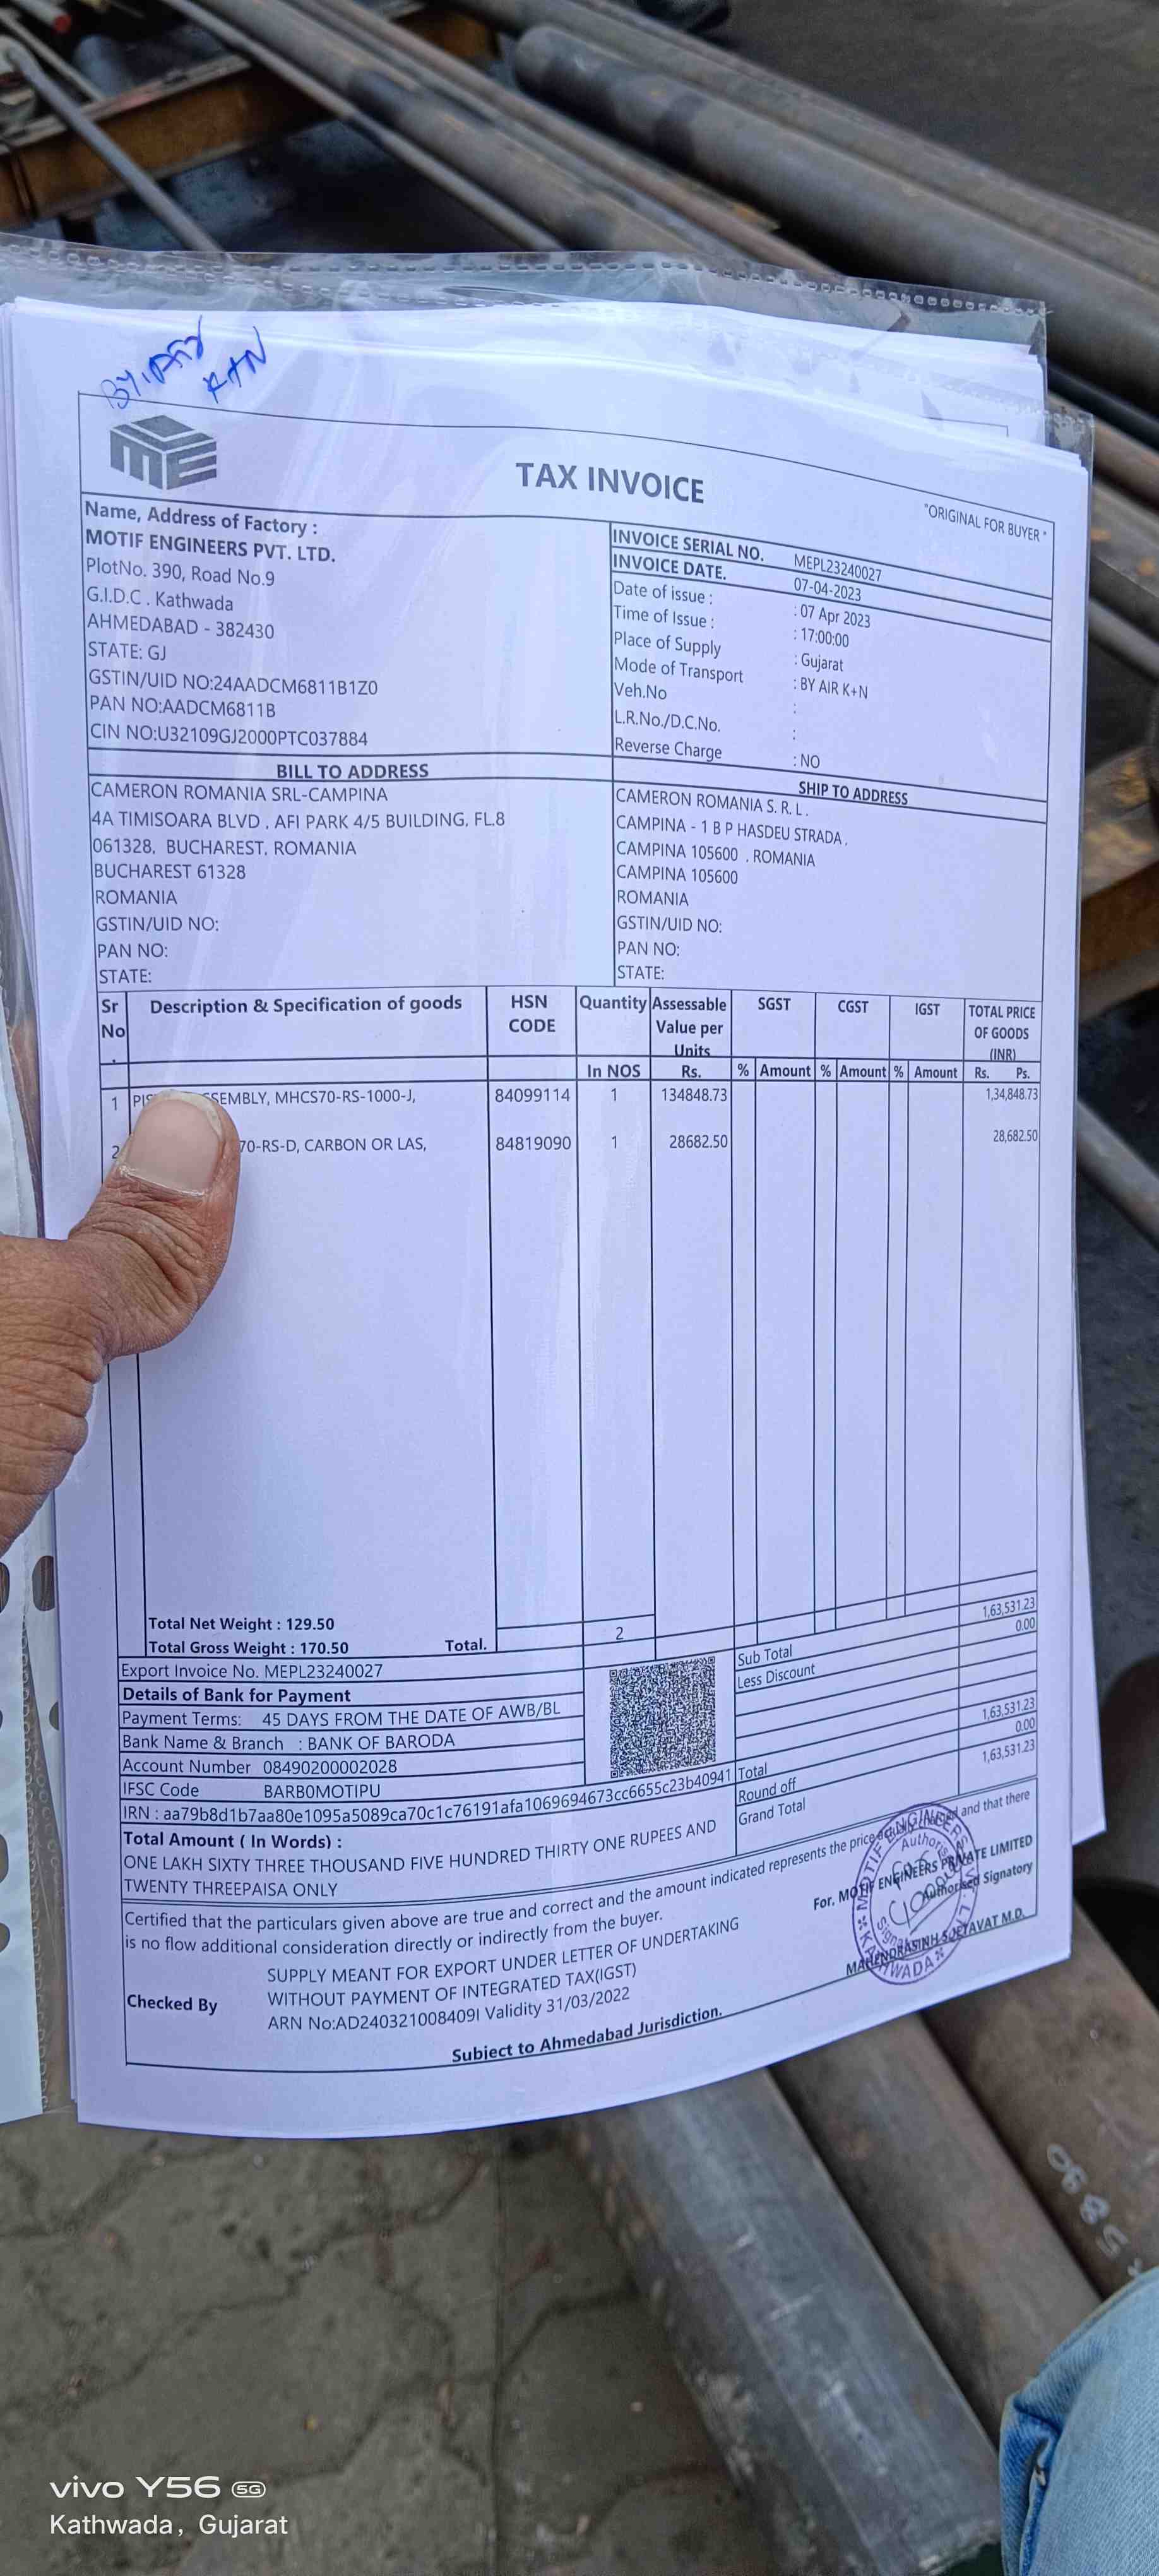 BY AIR
K+N
ME
TAX INVOICE
"ORIGINAL FOR BUYER"
Name, Address of Factory :
MOTIF ENGINEERS PVT. LTD.
PlotNo. 390, Road No.9
G.I.D.C . Kathwada
AHMEDABAD - 382430
STATE: GJ
GSTIN/UID NO:24AADCM6811B1Z0
PAN NO:AADCM6811B
CIN NO:U32109GJ2000PTC037884
INVOICE SERIAL NO. MEPL23240027
INVOICE DATE. 07-04-2023
Date of issue : : 07 Apr 2023
Time of Issue : : 17:00:00
Place of Supply : Gujarat
Mode of Transport : BY AIR K+N
Veh.No :
L.R.No./D.C.No. :
Reverse Charge : NO
BILL TO ADDRESS
CAMERON ROMANIA SRL-CAMPINA
4A TIMISOARA BLVD , AFI PARK 4/5 BUILDING, FL.8
061328, BUCHAREST, ROMANIA
BUCHAREST 61328
ROMANIA
GSTIN/UID NO:
PAN NO:
STATE:
SHIP TO ADDRESS
CAMERON ROMANIA S. R. L .
CAMPINA - 1 B P HASDEU STRADA ,
CAMPINA 105600 , ROMANIA
CAMPINA 105600
ROMANIA
GSTIN/UID NO:
PAN NO:
STATE:
Sr No . Description & Specification of goods HSN CODE Quantity Assessable Value per Units SGST CGST IGST TOTAL PRICE OF GOODS (INR)
In NOS Rs. % Amount % Amount % Amount Rs. Ps.
1 PIS SEMBLY, MHCS70-RS-1000-J, 84099114 1 134848.73 1,34,848.73
2 70-RS-D, CARBON OR LAS, 84819090 1 28682.50 28,682.50
Total Net Weight : 129.50
Total Gross Weight : 170.50 Total. 2
Sub Total 1,63,531.23
Less Discount 0.00
Total 1,63,531.23
Round off 0.00
Grand Total 1,63,531.23
Export Invoice No. MEPL23240027
Details of Bank for Payment
Payment Terms: 45 DAYS FROM THE DATE OF AWB/BL
Bank Name & Branch : BANK OF BARODA
Account Number 08490200002028
IFSC Code BARB0MOTIPU
IRN : aa79b8d1b7aa80e1095a5089ca70c1c76191afa1069694673cc6655c23b40941
Total Amount ( In Words) :
ONE LAKH SIXTY THREE THOUSAND FIVE HUNDRED THIRTY ONE RUPEES AND
TWENTY THREEPAISA ONLY
Certified that the particulars given above are true and correct and the amount indicated represents the price and that there
is no flow additional consideration directly or indirectly from the buyer.
For. MOTIF ENGINEERS PRIVATE LIMITED
Authorised Signatory
MAHENDRASINH S JETAVAT M.D.
SUPPLY MEANT FOR EXPORT UNDER LETTER OF UNDERTAKING
WITHOUT PAYMENT OF INTEGRATED TAX(IGST)
Checked By ARN No:AD240321008409I Validity 31/03/2022
Subject to Ahmedabad Jurisdiction.
MOTIF ENGINEERS PVT. LTD.
KATHWADA
0685
vivo Y56 5G
Kathwada, Gujarat